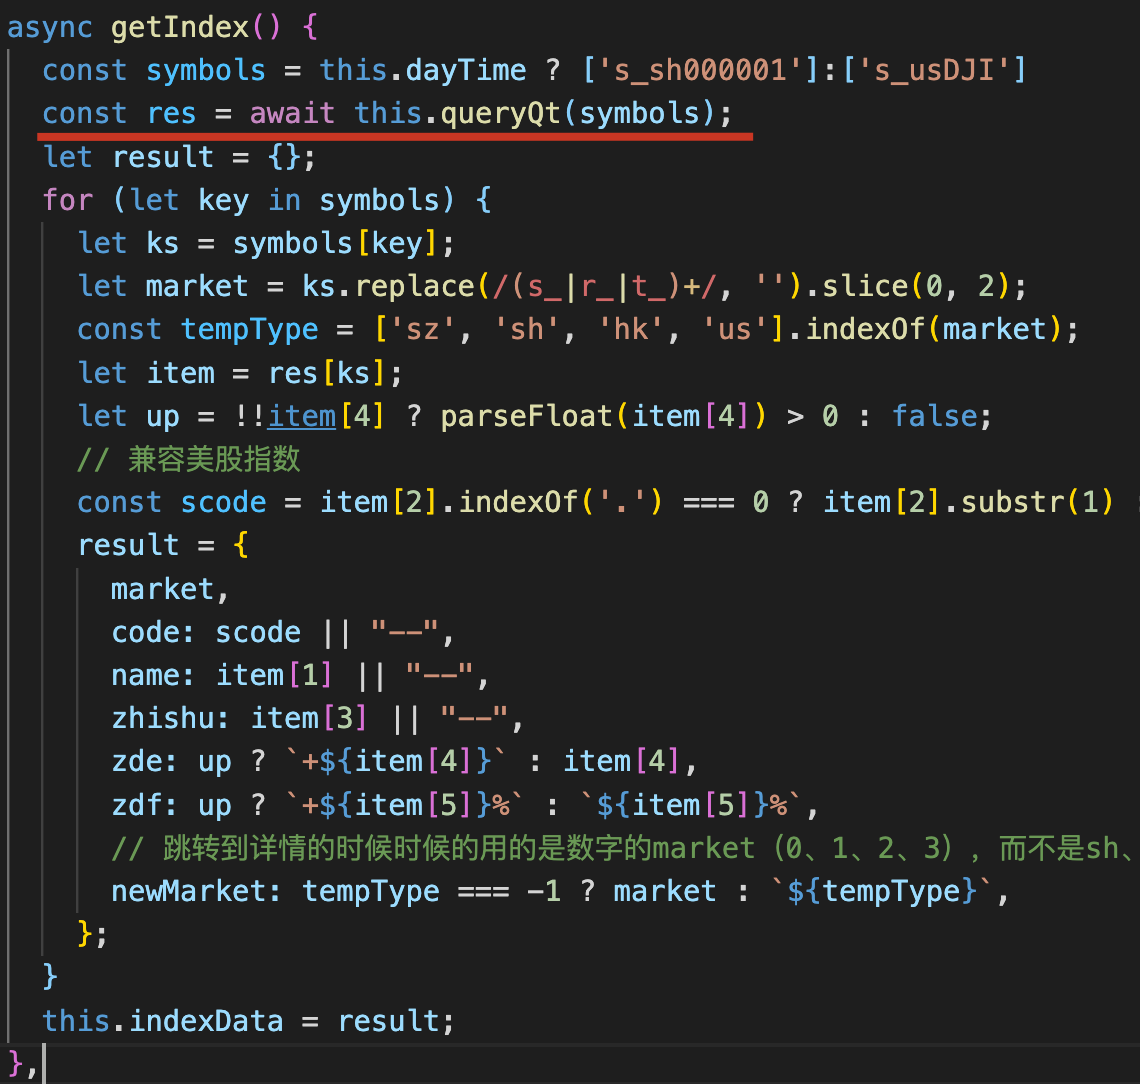 async getIndex() {
const symbols = this.dayTime ? ['s_sh000001']:['s_usDJI']
const res = await this.queryQt(symbols);
let result = {};
for (let key in symbols) {
let ks = symbols[key];
let market = ks.replace(/(s_|r_|t_)+/, '').slice(0, 2);
const tempType = ['sz', 'sh', 'hk', 'us'].indexOf(market);
let item = res[ks];
let up = !!item[4] ? parseFloat(item[4]) > 0 : false;
// 兼容美股指数
const scode = item[2].indexOf('.') === 0 ? item[2].substr(1)
result = {
market,
code: scode || "--",
name: item[1] || "--",
zhishu: item[3] || "--",
zde: up ? `+${item[4]}` : item[4],
zdf: up ? `+${item[5]}%` : `${item[5]}%`,
// 跳转到详情的时候时候的用的是数字的market（0、1、2、3），而不是sh、
newMarket: tempType === -1 ? market : `${tempType}`,
};
}
this.indexData = result;
},